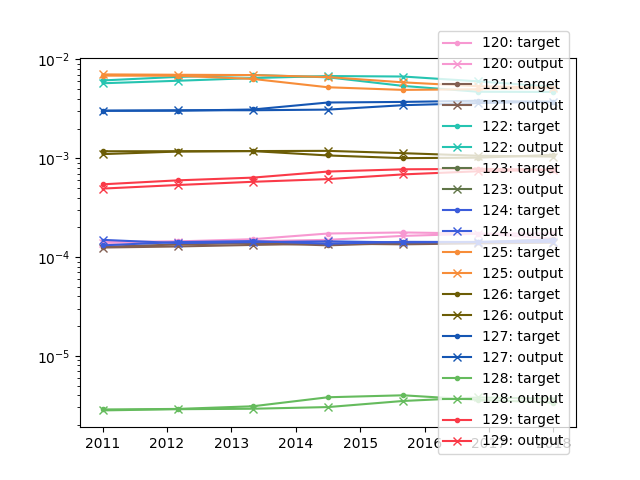 10⁻²
10⁻³
10⁻⁴
10⁻⁵
2011 2012 2013 2014 2015 2016 2017 2018
120: target
120: output
121: target
121: output
122: target
122: output
123: target
123: output
124: target
124: output
125: target
125: output
126: target
126: output
127: target
127: output
128: target
128: output
129: target
129: output